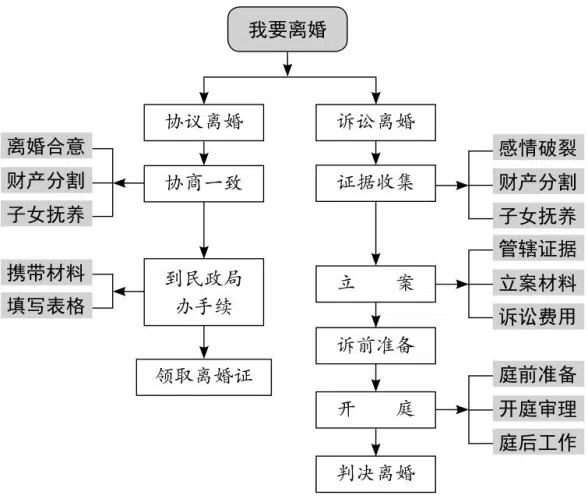 我要离婚
协议离婚
诉讼离婚
离婚合意
财产分割
子女抚养
协商一致
证据收集
感情破裂
财产分割
子女抚养
携带材料
填写表格
到民政局
办手续
立 案
管辖证据
立案材料
诉讼费用
领取离婚证
诉前准备
开 庭
庭前准备
开庭审理
庭后工作
判决离婚